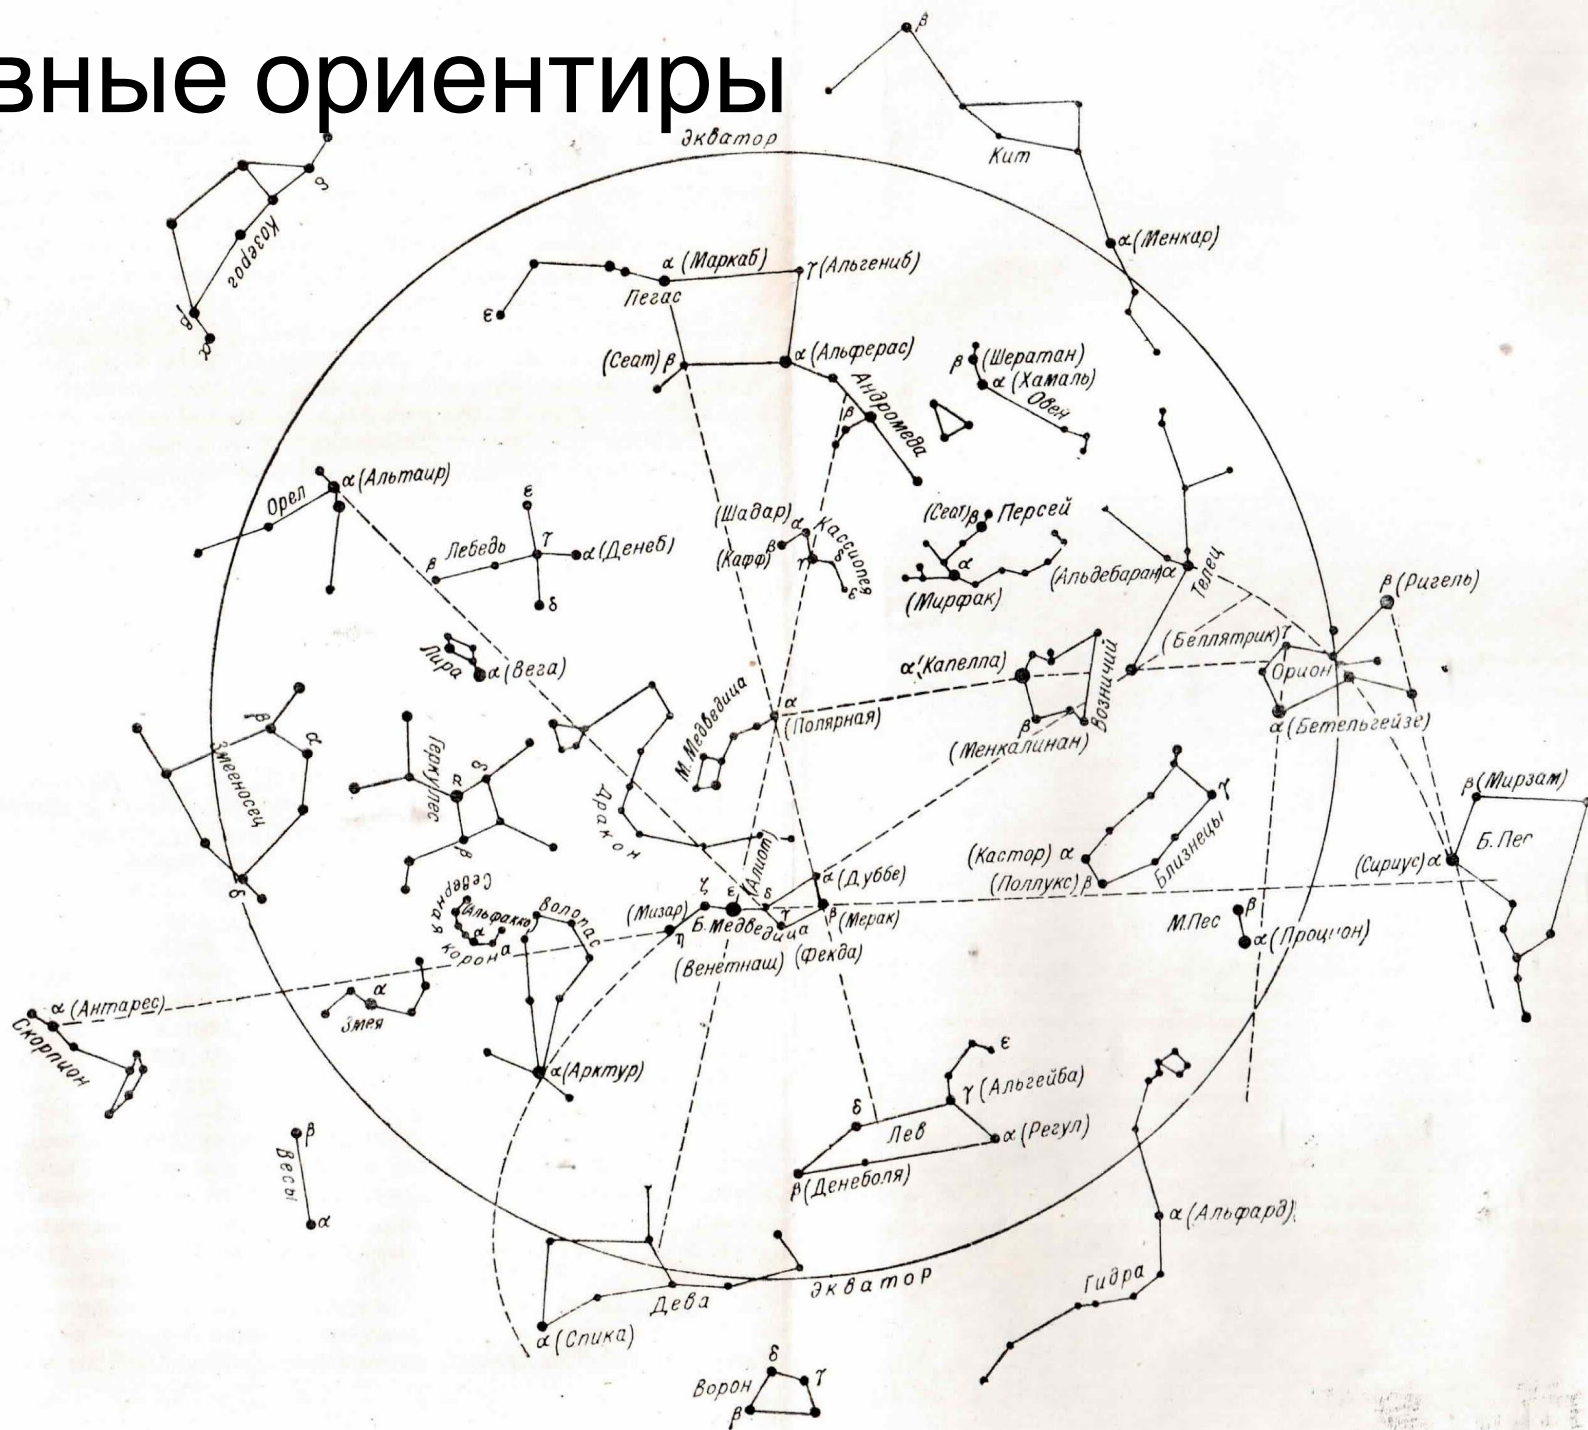 вные ориентиры
β
Экватор
Кит
δ
Козерог
α (Менкар)
α (Маркаб)
γ (Альгениб)
Пегас
ε
β
α
(Сеат) β
α (Альферас)
β (Шератан)
α (Хамаль)
Овен
Андромеда
β
α (Альтаир)
Орел
ε
(Шадар) α
Кассиопея
(Сеат) β
Персей
Лебедь
γ
α (Денеб)
β
(Кафф) β
γ
δ
ε
α
(Мирфак)
(Альдебаран) α
Телец
β (Ригель)
δ
Лира
α (Вега)
(Беллятрик) γ
α (Капелла)
Возничий
Орион
М. Медведица
α
(Полярная)
β
(Менкалинан)
α (Бетельгейзе)
β
α
Змееносец
Геркулес
α
δ
β
Дракон
γ
β (Мирзам)
Б. Пес
(Кастор) α
Близнецы
(Поллукс) β
(Сириус) α
δ
Северная корона
(Альфакка)
α
Волопас
(Алиот)
α (Дуббе)
ζ
ε
δ
(Мизар)
Б. Медведица
γ
β
(Мерак)
η
(Венетнаш)
(Фекда)
М.Пес
β
α (Процион)
α (Антарес)
Скорпион
α
Змея
α (Арктур)
ε
γ (Альгейба)
δ
Лев
α (Регул)
β (Денеболя)
β
Весы
α
α (Альфард)
Гидра
Экватор
Дева
α (Спика)
δ
Ворон
γ
β